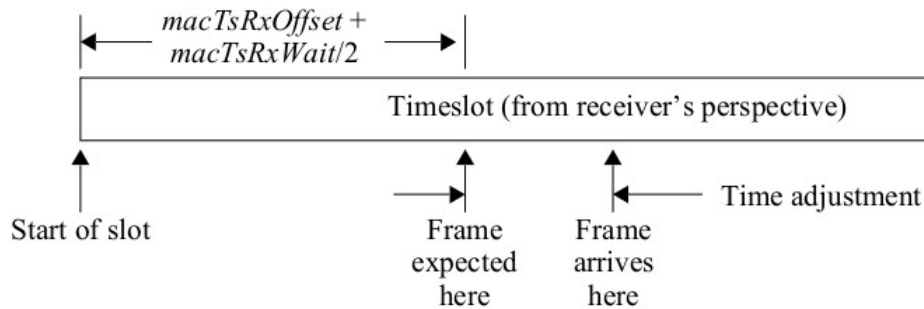 macTsRxOffset +
macTsRxWait/2
Timeslot (from receiver's perspective)
Time adjustment
Start of slot
Frame
expected
here
Frame
arrives
here